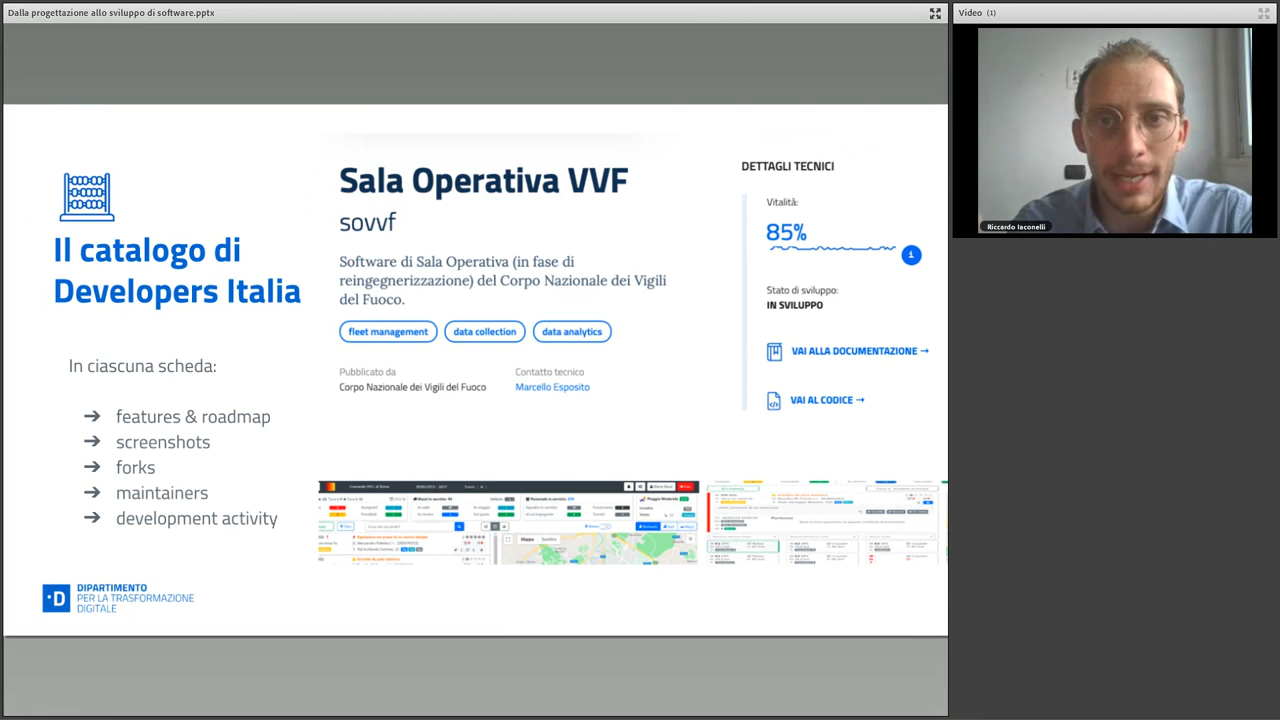 Dalla progettazione allo sviluppo di software.pptx
Video (1)
Riccardo Iaconelli
Il catalogo di
Developers Italia
In ciascuna scheda:
➔ features & roadmap
➔ screenshots
➔ forks
➔ maintainers
➔ development activity
Sala Operativa VVF
sovvf
Software di Sala Operativa (in fase di
reingegnerizzazione) del Corpo Nazionale dei Vigili
del Fuoco.
fleet management
data collection
data analytics
Pubblicato da
Corpo Nazionale dei Vigili del Fuoco
Contatto tecnico
Marcello Esposito
DETTAGLI TECNICI
Vitalità:
85%
Stato di sviluppo:
IN SVILUPPO
VAI ALLA DOCUMENTAZIONE →
VAI AL CODICE →
Mappa
Satellite
DIPARTIMENTO
PER LA TRASFORMAZIONE
DIGITALE